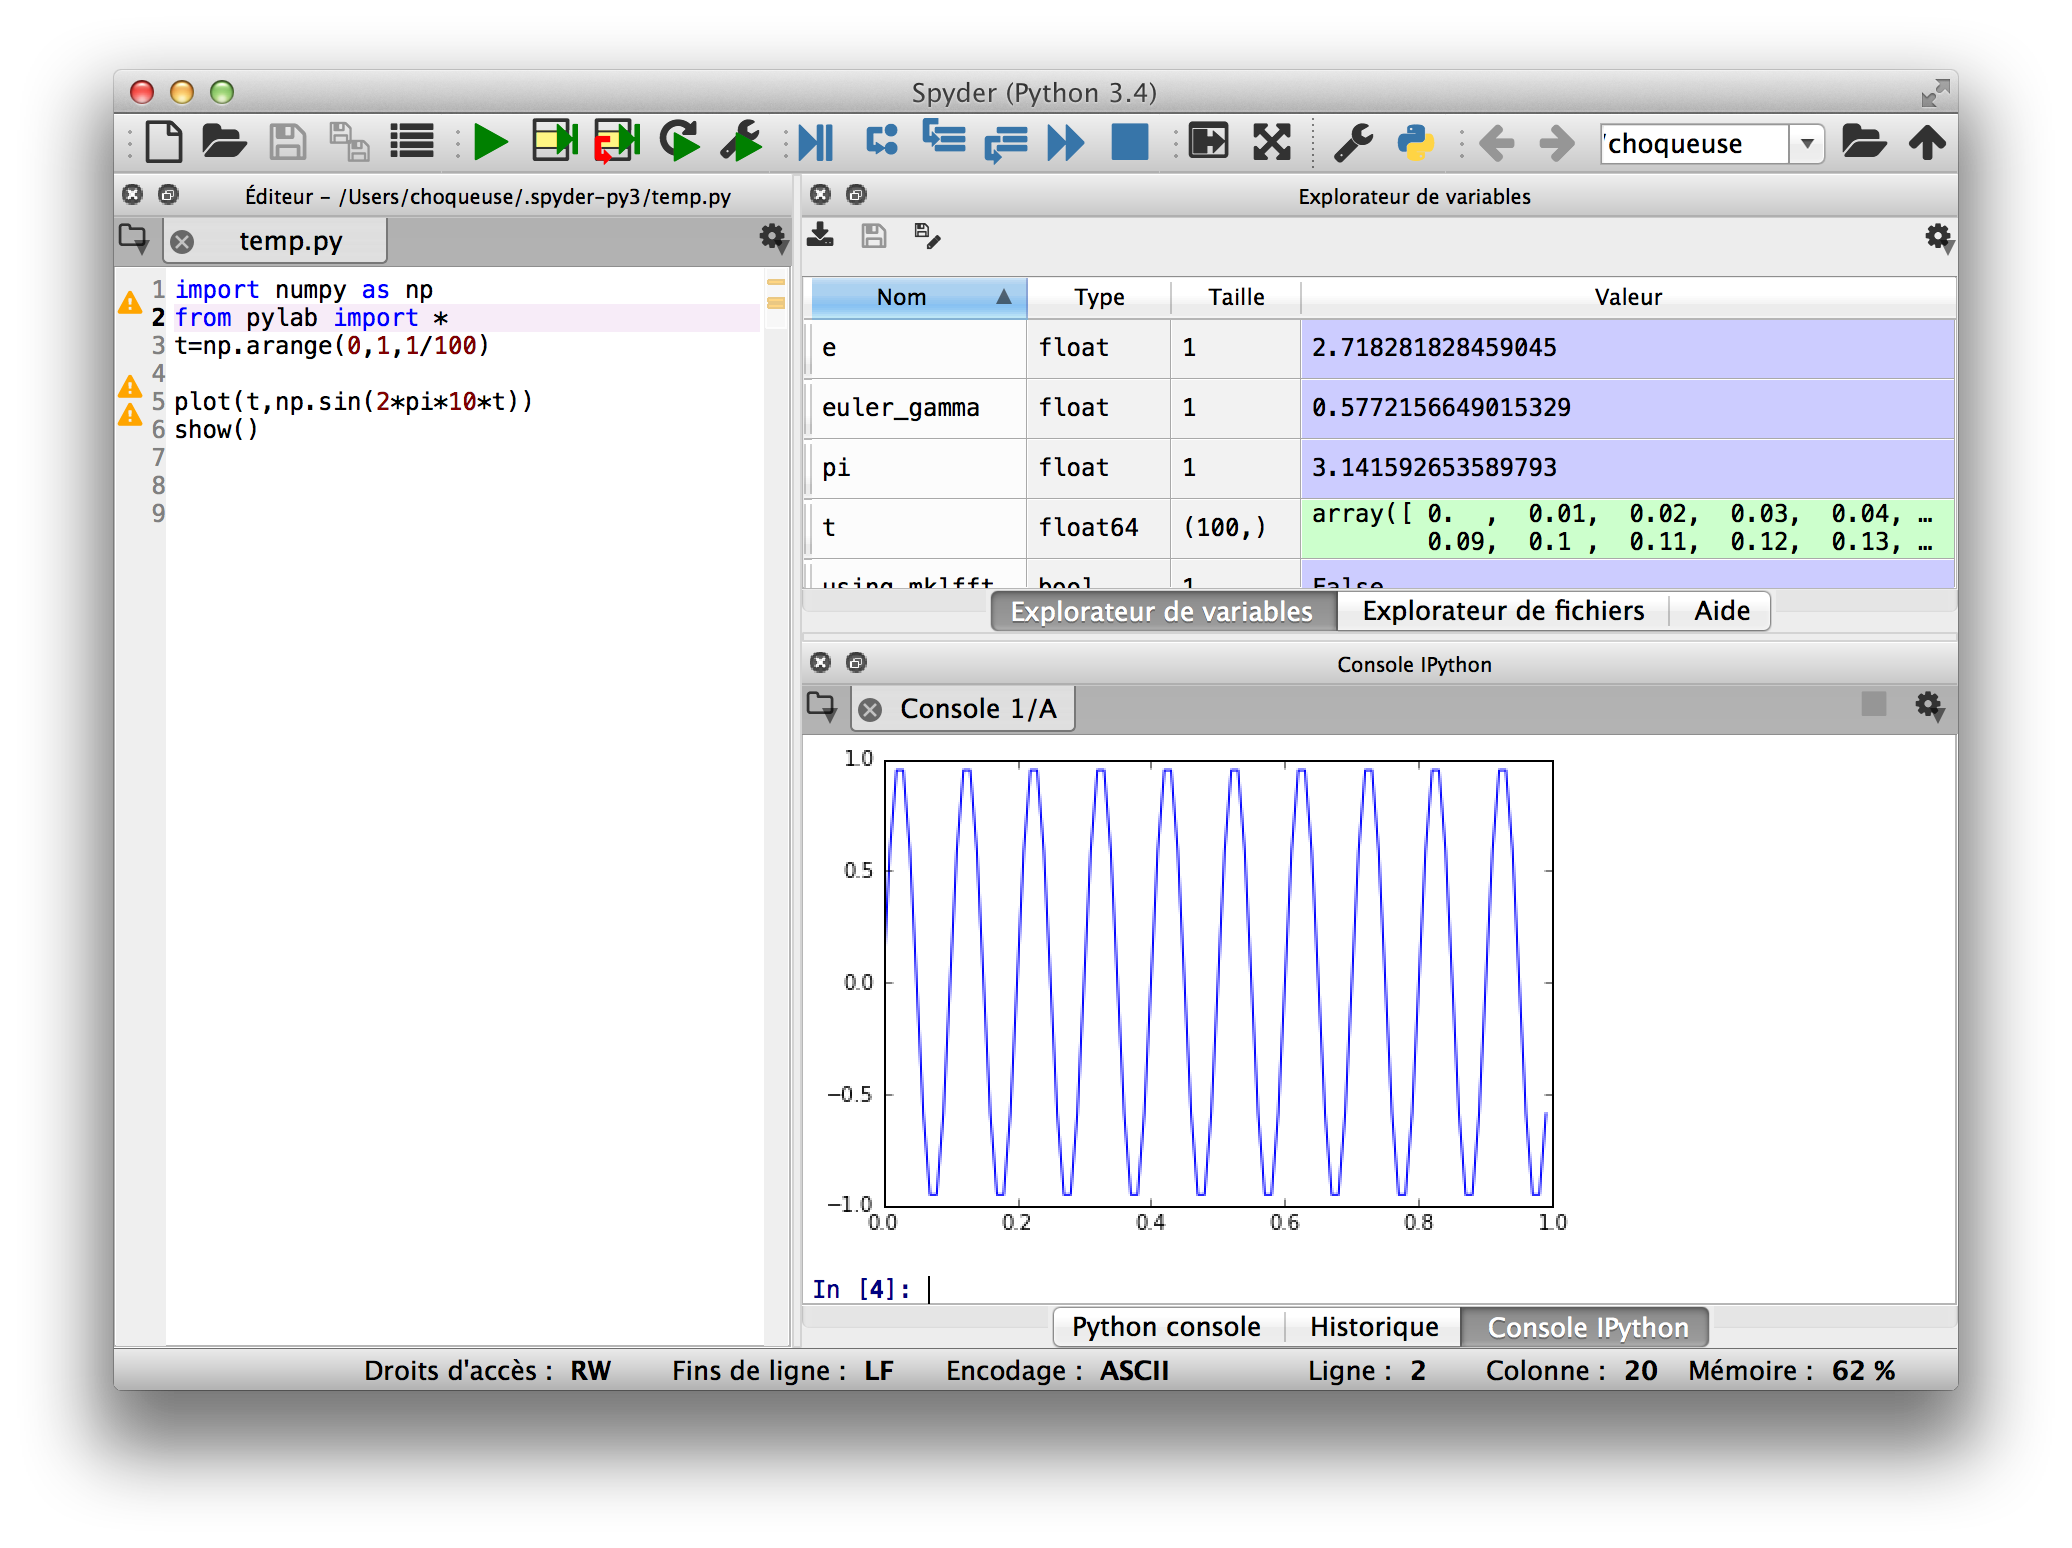 Spyder (Python 3.4)
choqueuse
Éditeur – /Users/choqueuse/.spyder-py3/temp.py
temp.py
1 import numpy as np
2 from pylab import *
3 t=np.arange(0,1,1/100)
4
5 plot(t,np.sin(2*pi*10*t))
6 show()
7
8
9
Explorateur de variables
Nom Type Taille Valeur
e float 1 2.718281828459045
euler_gamma float 1 0.5772156649015329
pi float 1 3.141592653589793
t float64 (100,) array([ 0. , 0.01, 0.02, 0.03, 0.04, …
0.09, 0.1 , 0.11, 0.12, 0.13, …
using_mklfft bool 1 False
Explorateur de variables Explorateur de fichiers Aide
Console IPython
Console 1/A
1.0
0.5
0.0
−0.5
−1.0
0.0 0.2 0.4 0.6 0.8 1.0
In [4]:
Python console Historique Console IPython
Droits d'accès : RW Fins de ligne : LF Encodage : ASCII Ligne : 2 Colonne : 20 Mémoire : 62 %